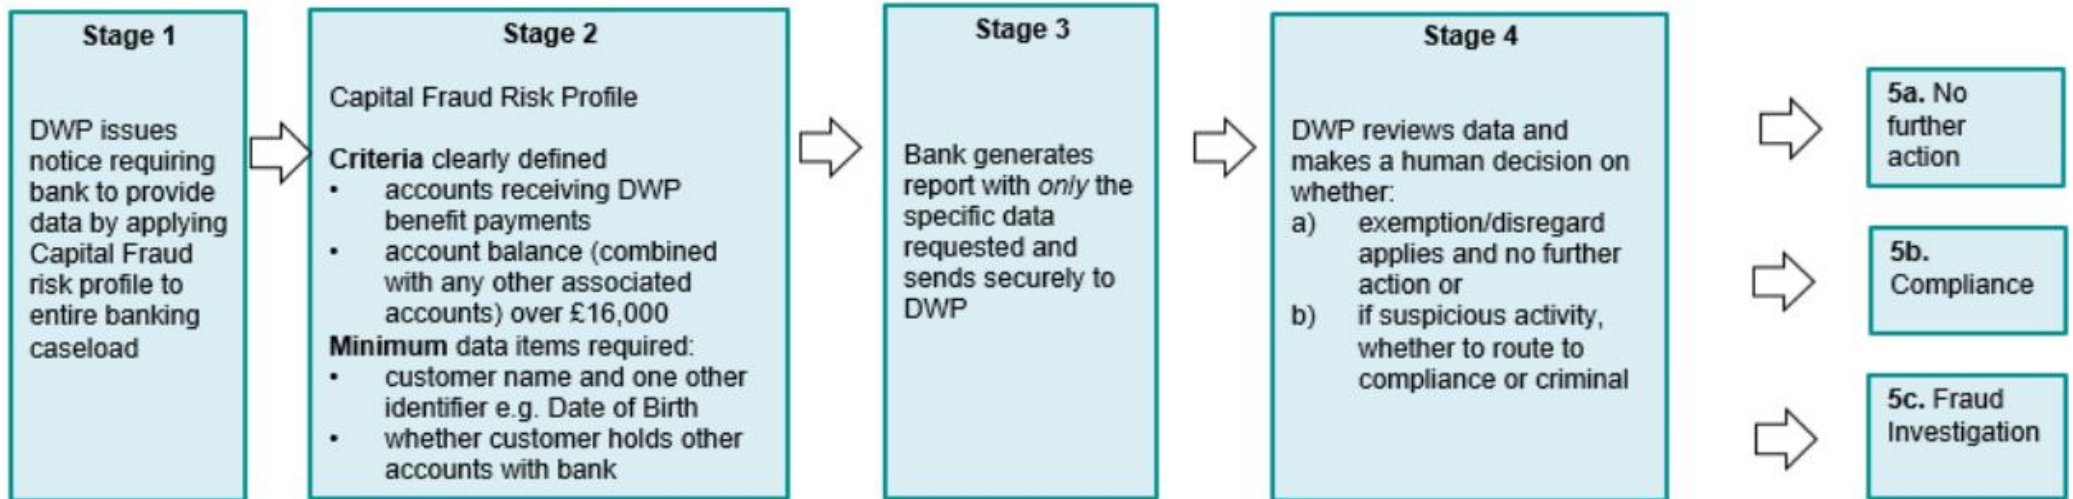 Stage 1
DWP issues
notice requiring
bank to provide
data by applying
Capital Fraud
risk profile to
entire banking
caseload
Stage 2
Capital Fraud Risk Profile
Criteria clearly defined
• accounts receiving DWP
benefit payments
• account balance (combined
with any other associated
accounts) over £16,000
Minimum data items required:
• customer name and one other
identifier e.g. Date of Birth
• whether customer holds other
accounts with bank
Stage 3
Bank generates
report with only the
specific data
requested and
sends securely to
DWP
Stage 4
DWP reviews data and
makes a human decision on
whether:
a) exemption/disregard
applies and no further
action or
b) if suspicious activity,
whether to route to
compliance or criminal
5a. No
further
action
5b.
Compliance
5c. Fraud
Investigation